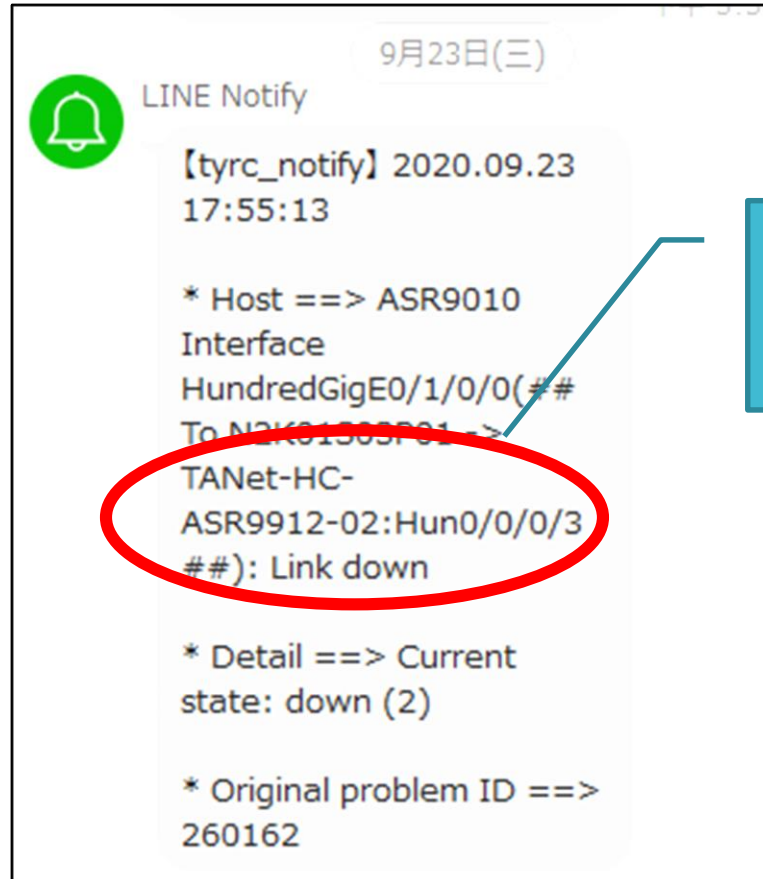 9月23日(三)
LINE Notify
【tyrc_notify】 2020.09.23
17:55:13
* Host ==> ASR9010
Interface
HundredGigE0/1/0/0(##
To N2K01503P01 ->
TANet-HC-
ASR9912-02:Hun0/0/0/3
##): Link down
* Detail ==> Current
state: down (2)
* Original problem ID ==>
260162